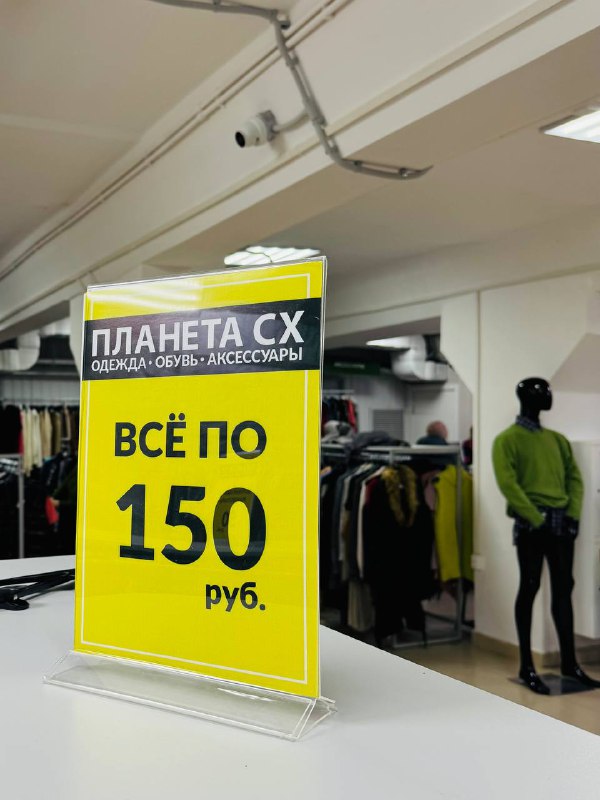 ПЛАНЕТА СХ
ОДЕЖДА • ОБУВЬ • АКСЕССУАРЫ
ВСЁ ПО
150
руб.